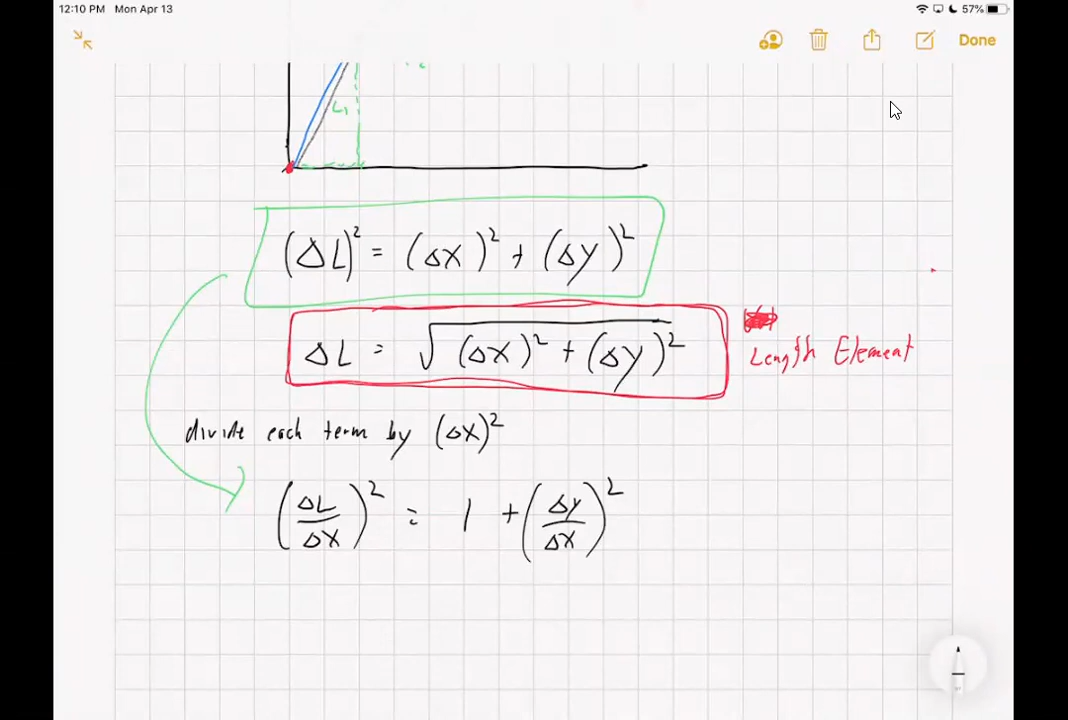 12:10 PM Mon Apr 13
57%
Done
L₁
(ΔL)² = (Δx)² + (Δy)²
ΔL = √(Δx)² + (Δy)²
Length Element
divide each term by (Δx)²
(ΔL/Δx)² = 1 + (Δy/Δx)²